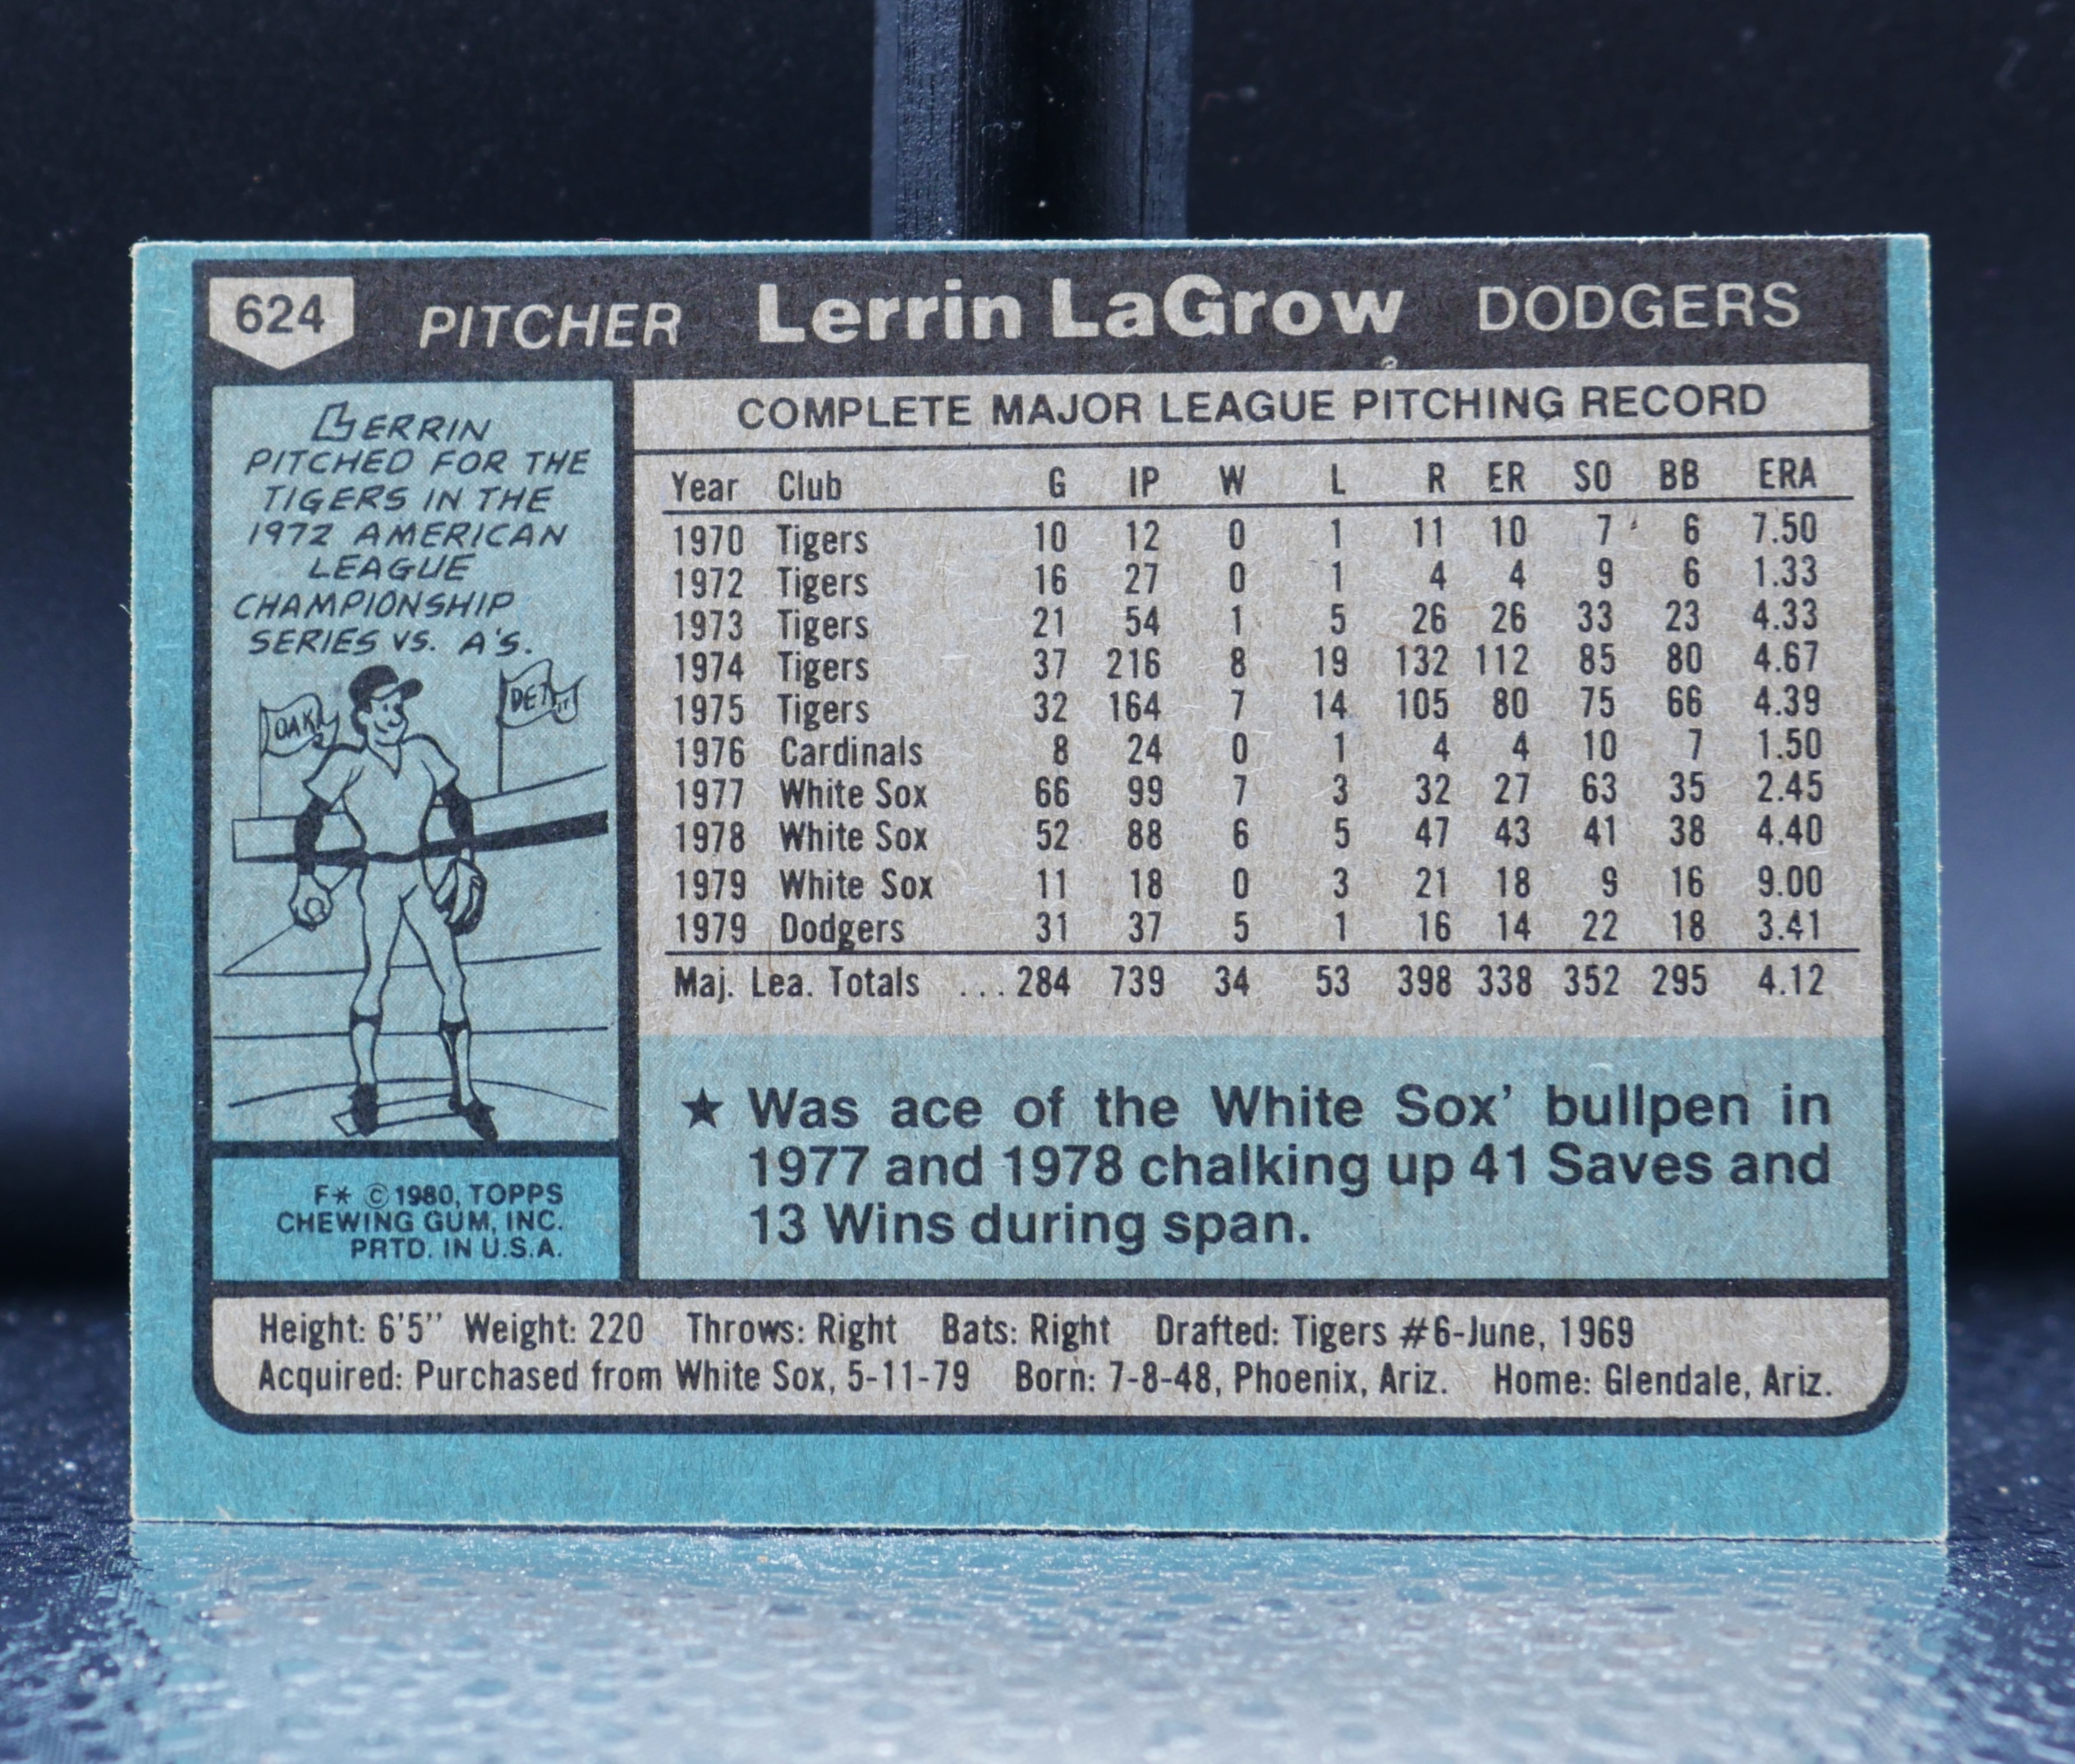 624 PITCHER Lerrin LaGrow DODGERS
LERRIN
PITCHED FOR THE
TIGERS IN THE
1972 AMERICAN
LEAGUE
CHAMPIONSHIP
SERIES VS. A'S.
OAK.
DET.
F* © 1980, TOPPS
CHEWING GUM, INC.
PRTD. IN U.S.A.
COMPLETE MAJOR LEAGUE PITCHING RECORD
Year Club G IP W L R ER SO BB ERA
1970 Tigers 10 12 0 1 11 10 7 6 7.50
1972 Tigers 16 27 0 1 4 4 9 6 1.33
1973 Tigers 21 54 1 5 26 26 33 23 4.33
1974 Tigers 37 216 8 19 132 112 85 80 4.67
1975 Tigers 32 164 7 14 105 80 75 66 4.39
1976 Cardinals 8 24 0 1 4 4 10 7 1.50
1977 White Sox 66 99 7 3 32 27 63 35 2.45
1978 White Sox 52 88 6 5 47 43 41 38 4.40
1979 White Sox 11 18 0 3 21 18 9 16 9.00
1979 Dodgers 31 37 5 1 16 14 22 18 3.41
Maj. Lea. Totals ... 284 739 34 53 398 338 352 295 4.12
★ Was ace of the White Sox' bullpen in
1977 and 1978 chalking up 41 Saves and
13 Wins during span.
Height: 6'5" Weight: 220 Throws: Right Bats: Right Drafted: Tigers #6-June, 1969
Acquired: Purchased from White Sox, 5-11-79 Born: 7-8-48, Phoenix, Ariz. Home: Glendale, Ariz.